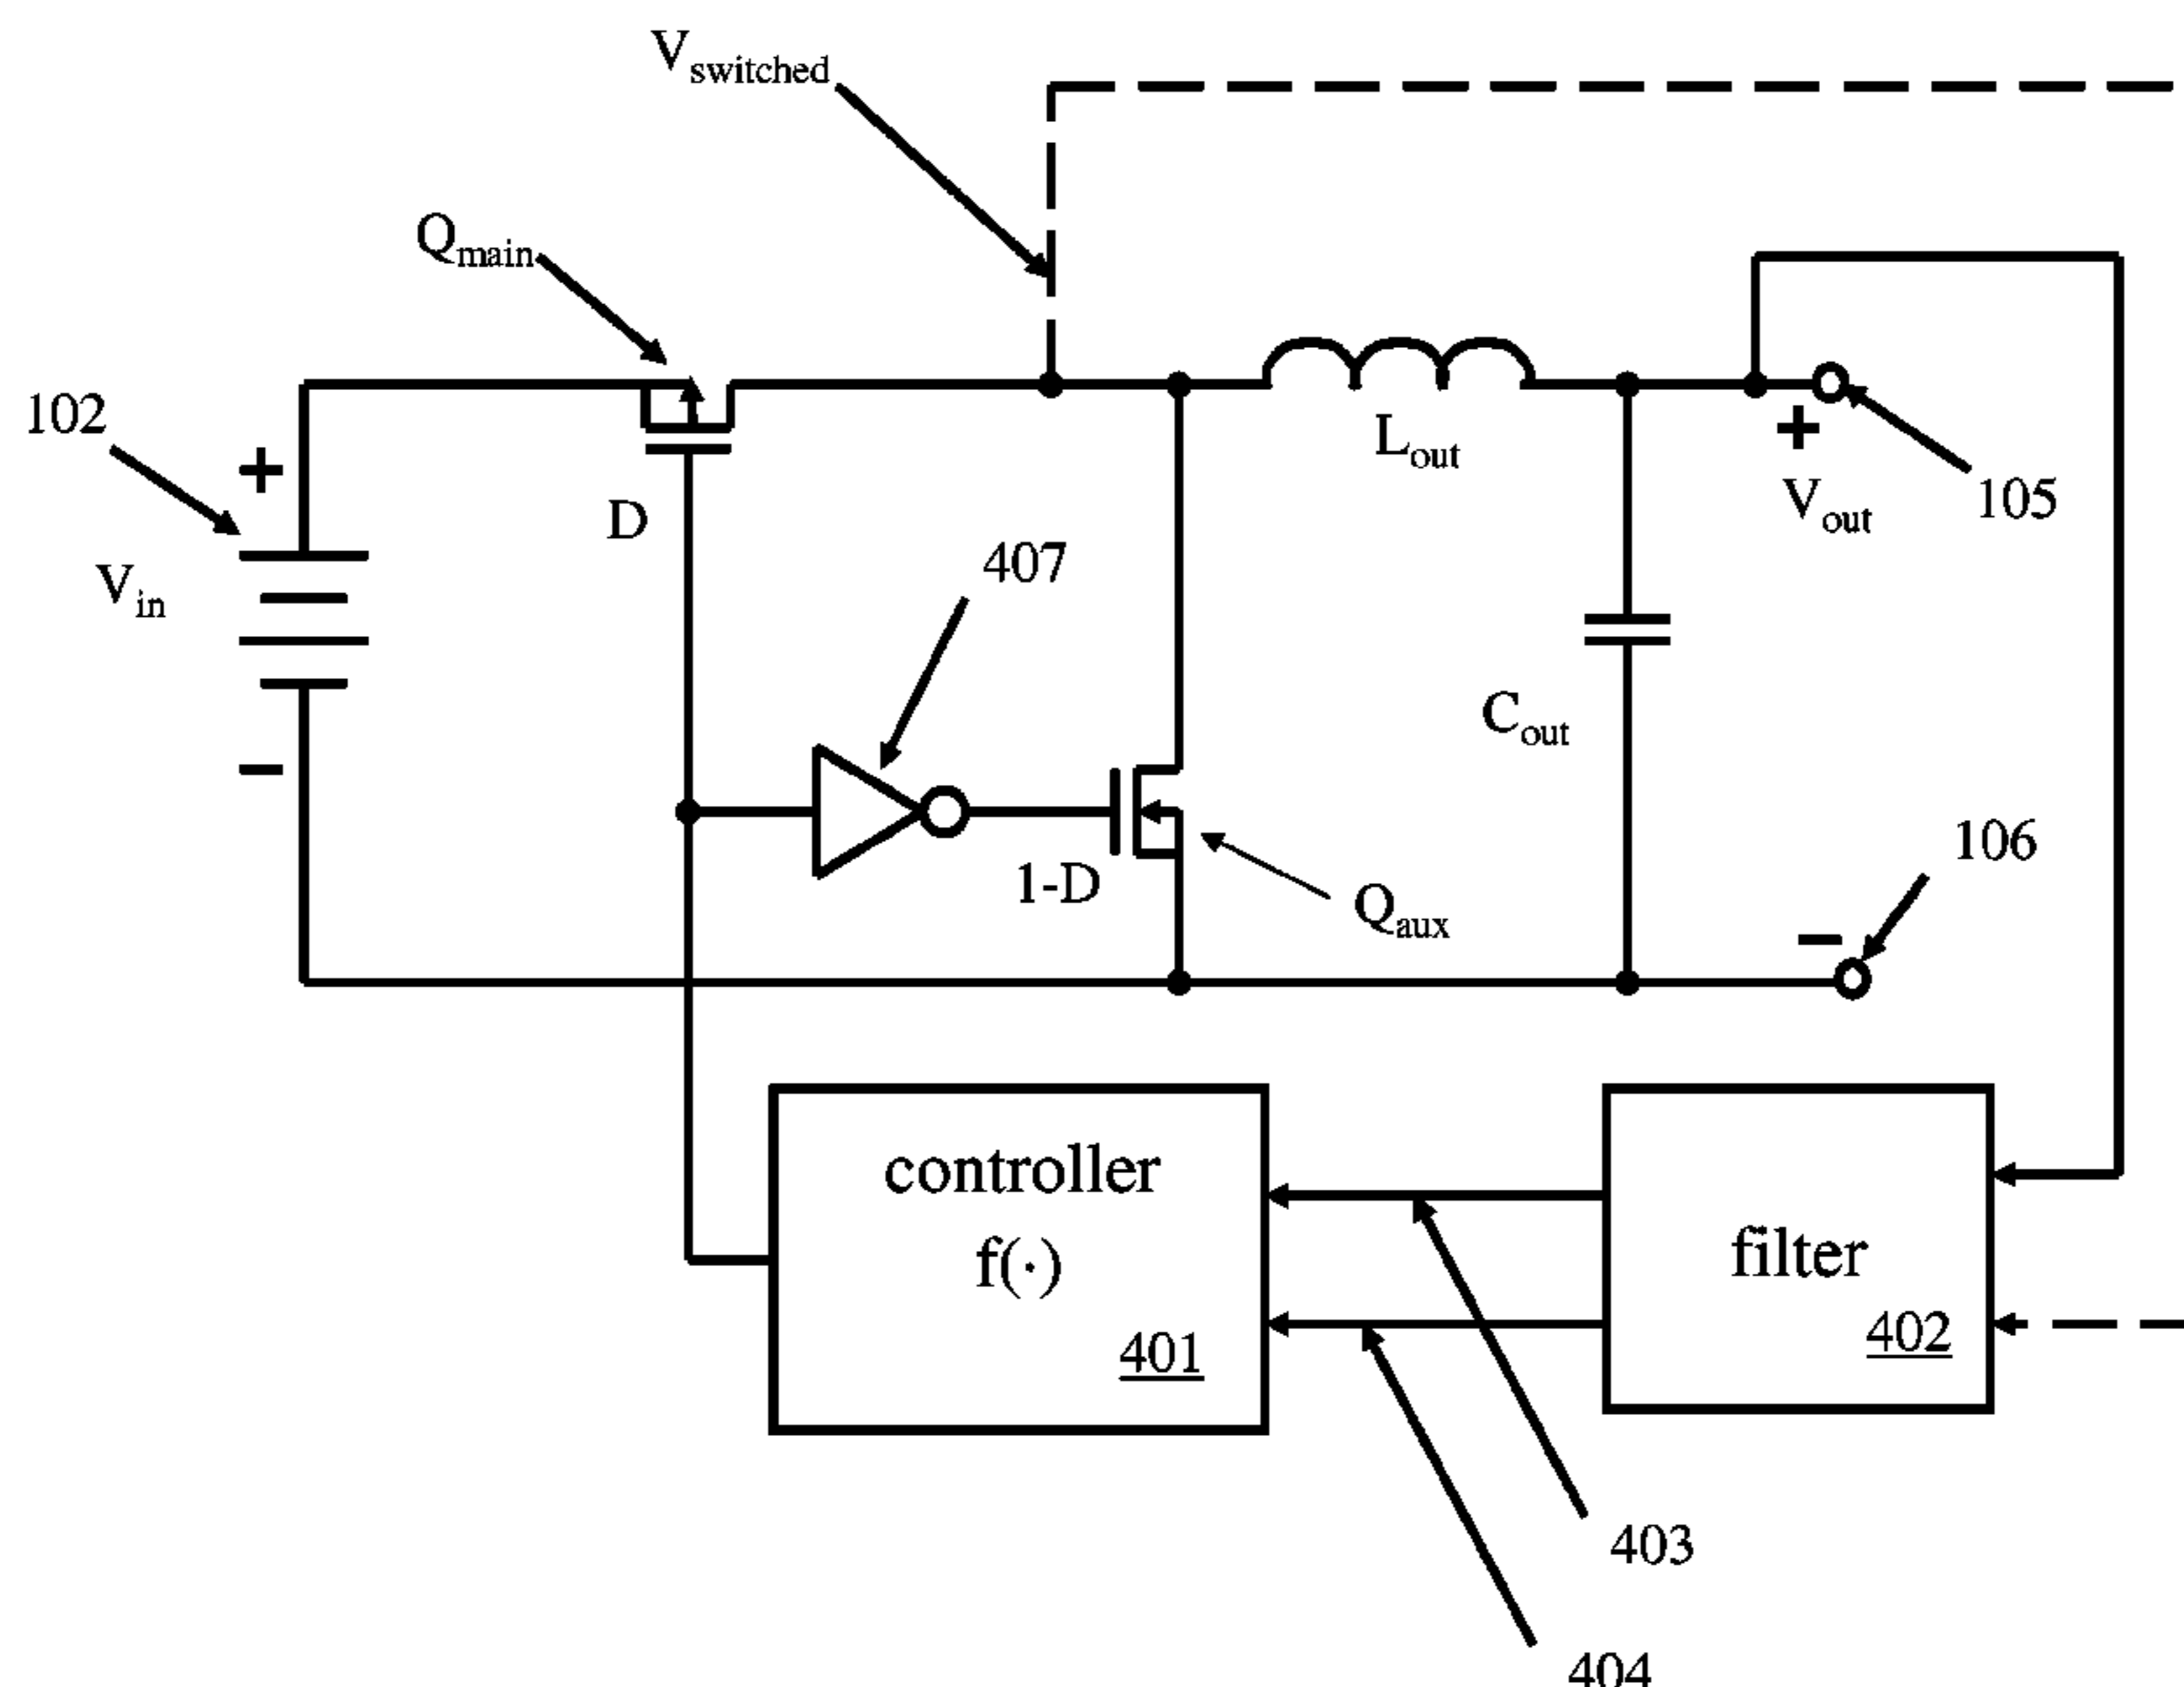 Vswitched
Qmain
102
+
Lout
+
105
Vout
D
407
Vin
Cout
−
106
1-D
Qaux
−
controller
f(·)
filter
401
402
403
404